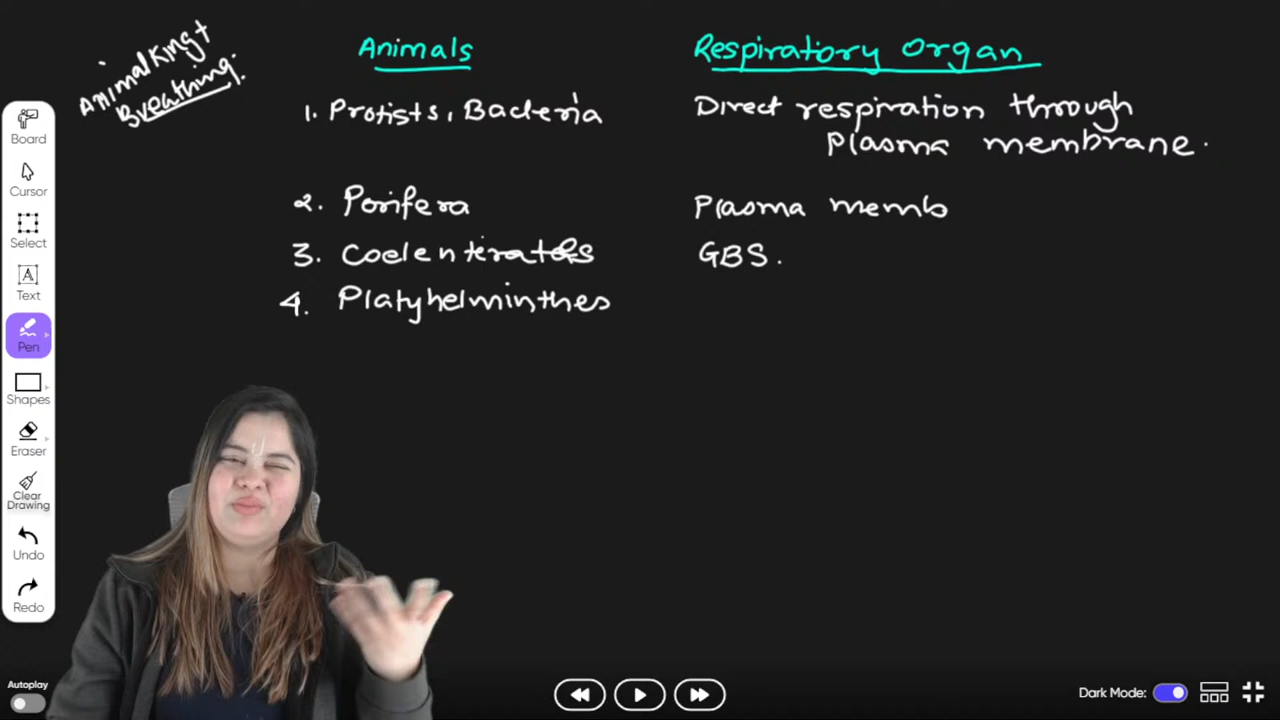 Animal King +
Breathing.
Animals
Respiratory Organ
1. Protists, Bacteria
Direct respiration through
Plasma membrane.
2. Porifera
Plasma memb
3. Coelenterates
GBS.
4. Platyhelminthes
Board
Cursor
Select
Text
Pen
Shapes
Eraser
Clear
Drawing
Undo
Redo
Autoplay
Dark Mode: